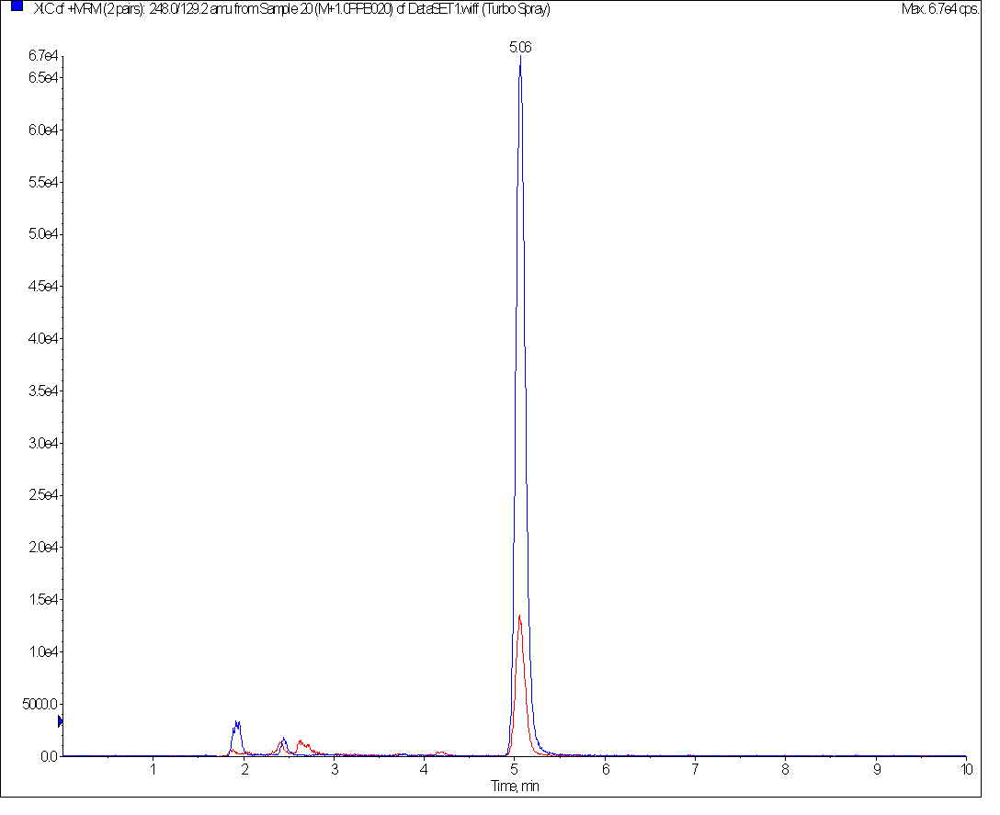 XIC of +MRM (2 pairs): 248.0/129.2 amu from Sample 20 (M+1.0PPB020) of DataSET1.wiff (Turbo Spray)
Max. 6.7e4 cps.
5.06
6.7e4
6.5e4
6.0e4
5.5e4
5.0e4
4.5e4
4.0e4
3.5e4
3.0e4
2.5e4
2.0e4
1.5e4
1.0e4
5000.0
0.0
1 2 3 4 5 6 7 8 9 10
Time, min